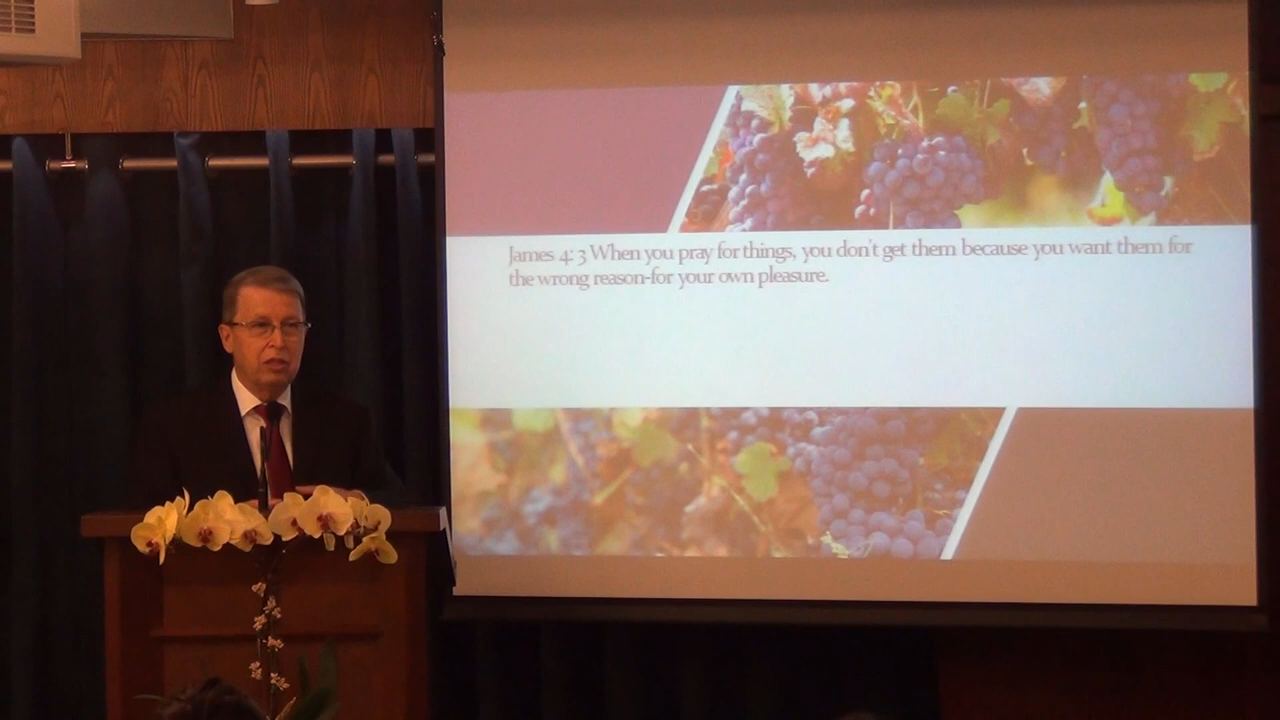 James 4: 3 When you pray for things, you don't get them because you want them for
the wrong reason-for your own pleasure.